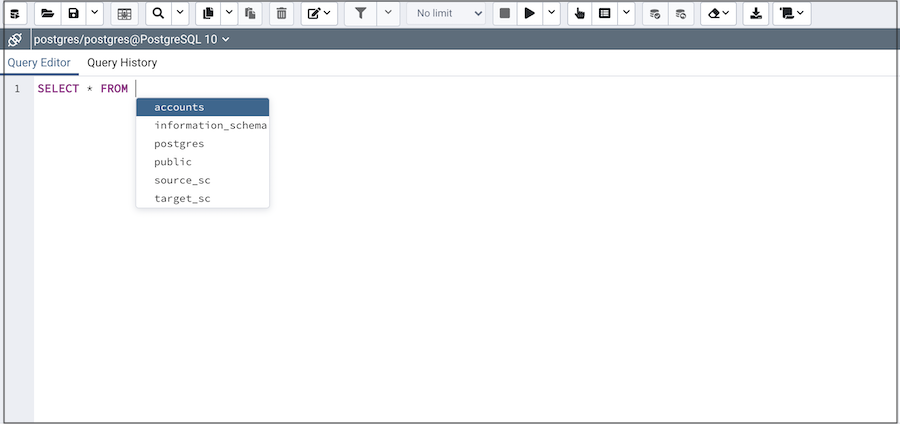 No limit
postgres/postgres@PostgreSQL 10
Query Editor Query History
1 SELECT * FROM
accounts
information_schema
postgres
public
source_sc
target_sc